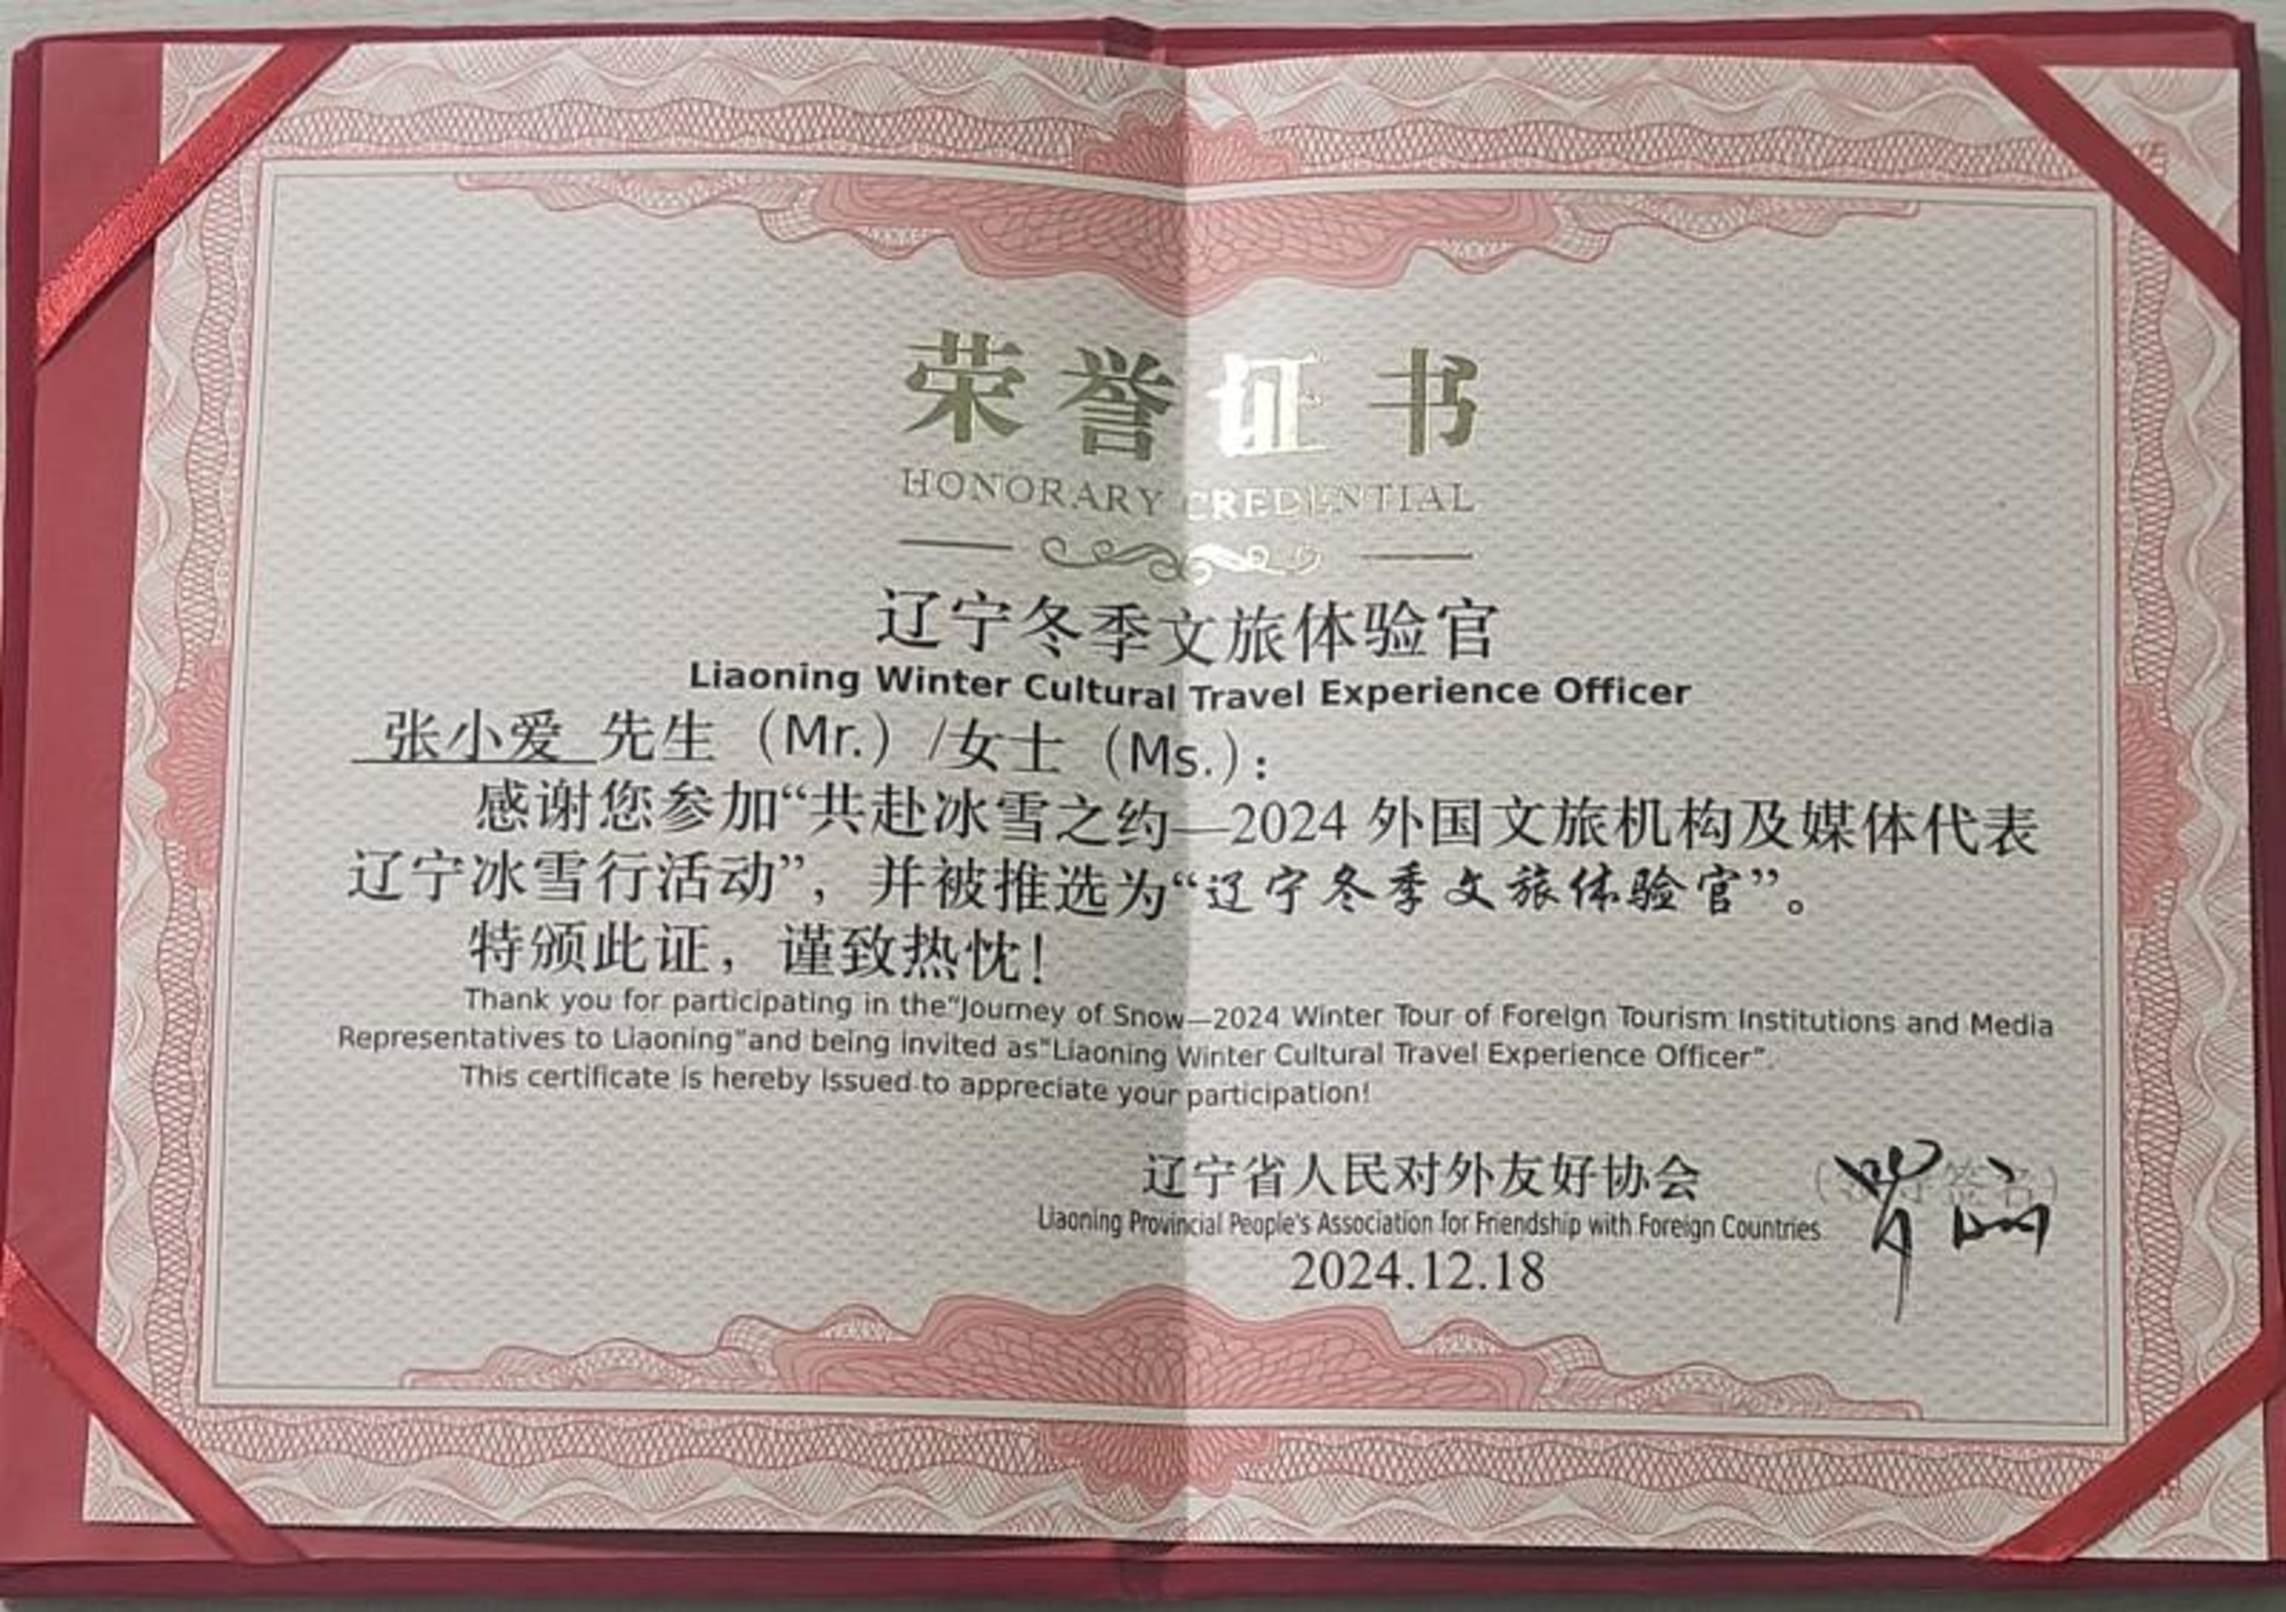 荣誉证书
HONORARY CREDENTIAL
辽宁冬季文旅体验官
Liaoning Winter Cultural Travel Experience Officer
张小爱 先生（Mr.）/女士（Ms.）：
感谢您参加“共赴冰雪之约—2024 外国文旅机构及媒体代表
辽宁冰雪行活动”，并被推选为“辽宁冬季文旅体验官”。
特颁此证，谨致热忱！
Thank you for participating in the“Journey of Snow—2024 Winter Tour of Foreign Tourism Institutions and Media
Representatives to Liaoning”and being invited as“Liaoning Winter Cultural Travel Experience Officer”.
This certificate is hereby issued to appreciate your participation!
辽宁省人民对外友好协会
Liaoning Provincial People's Association for Friendship with Foreign Countries
2024.12.18